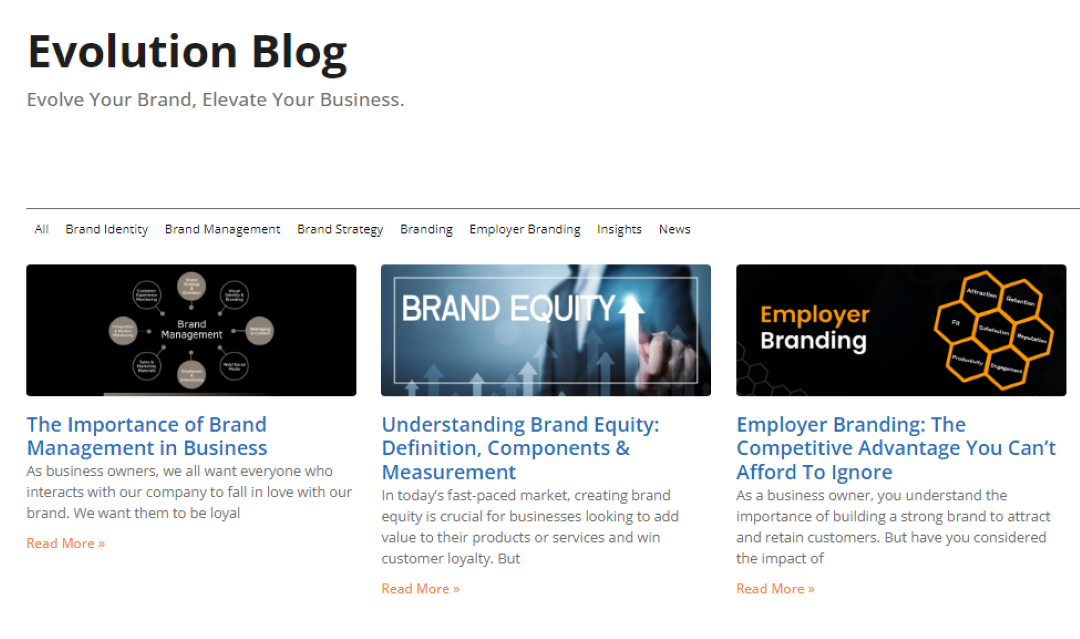 Evolution Blog
Evolve Your Brand, Elevate Your Business.
All Brand Identity Brand Management Brand Strategy Branding Employer Branding Insights News
Brand
Management
BRAND EQUITY
Employer
Branding
Attraction
Retention
Fit
Satisfaction
Reputation
Productivity
Engagement
The Importance of Brand
Management in Business
As business owners, we all want everyone who
interacts with our company to fall in love with our
brand. We want them to be loyal
Read More »
Understanding Brand Equity:
Definition, Components &
Measurement
In today’s fast-paced market, creating brand
equity is crucial for businesses looking to add
value to their products or services and win
customer loyalty. But
Read More »
Employer Branding: The
Competitive Advantage You Can’t
Afford To Ignore
As a business owner, you understand the
importance of building a strong brand to attract
and retain customers. But have you considered
the impact of
Read More »